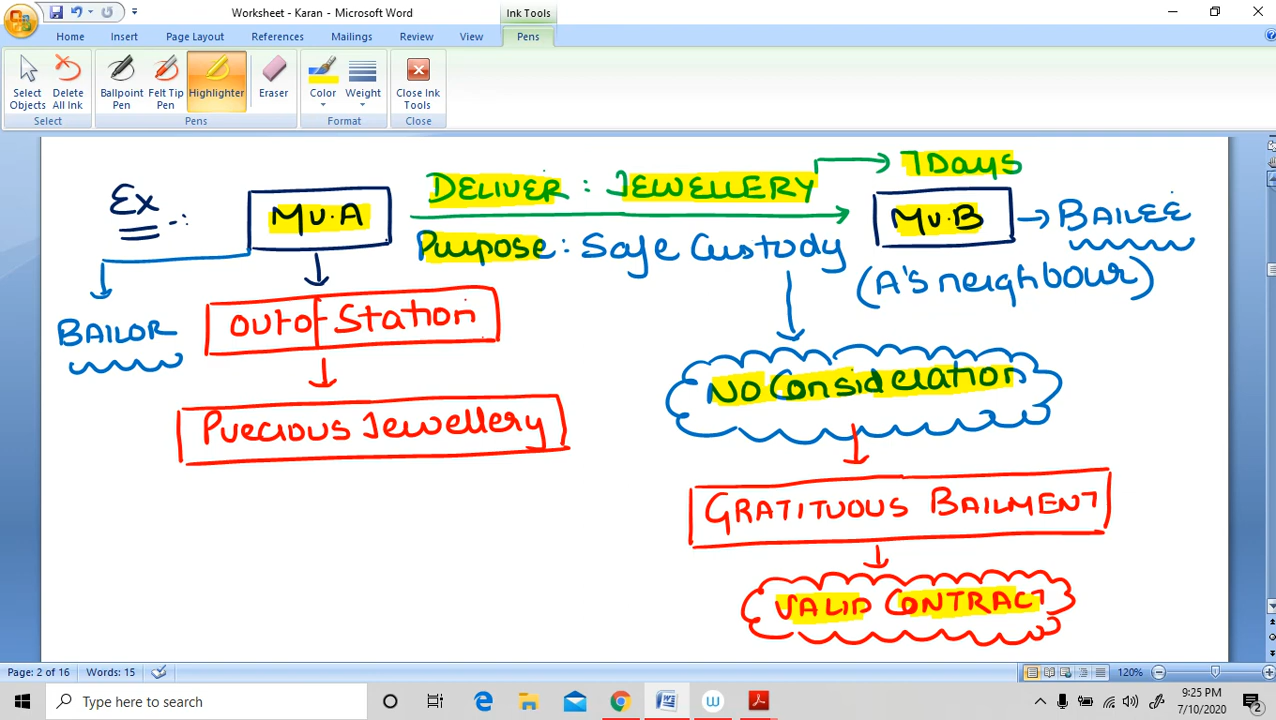 Worksheet - Karan - Microsoft Word
Ink Tools
Home Insert Page Layout References Mailings Review View Pens
Select Objects
Delete All Ink
Ballpoint Pen
Felt Tip Pen
Highlighter
Eraser
Color
Weight
Close Ink Tools
Select Pens Format Close
Ex -:
Mr. A
DELIVER : JEWELLERY
7 Days
Purpose : Safe Custody
Mr. B
BAILEE
(A's neighbour)
BAILOR
Out of Station
Precious Jewellery
NO Consideration
GRATITUOUS BAILMENT
VALID CONTRACT
Page: 2 of 16 Words: 15 120%
Type here to search
9:25 PM
7/10/2020
2